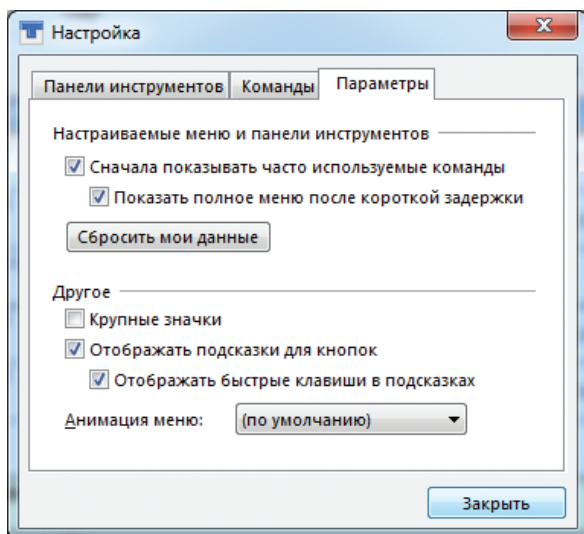 Настройка
Панели инструментов Команды Параметры
Настраиваемые меню и панели инструментов
Сначала показывать часто используемые команды
Показать полное меню после короткой задержки
Сбросить мои данные
Другое
Крупные значки
Отображать подсказки для кнопок
Отображать быстрые клавиши в подсказках
Анимация меню: (по умолчанию)
Закрыть